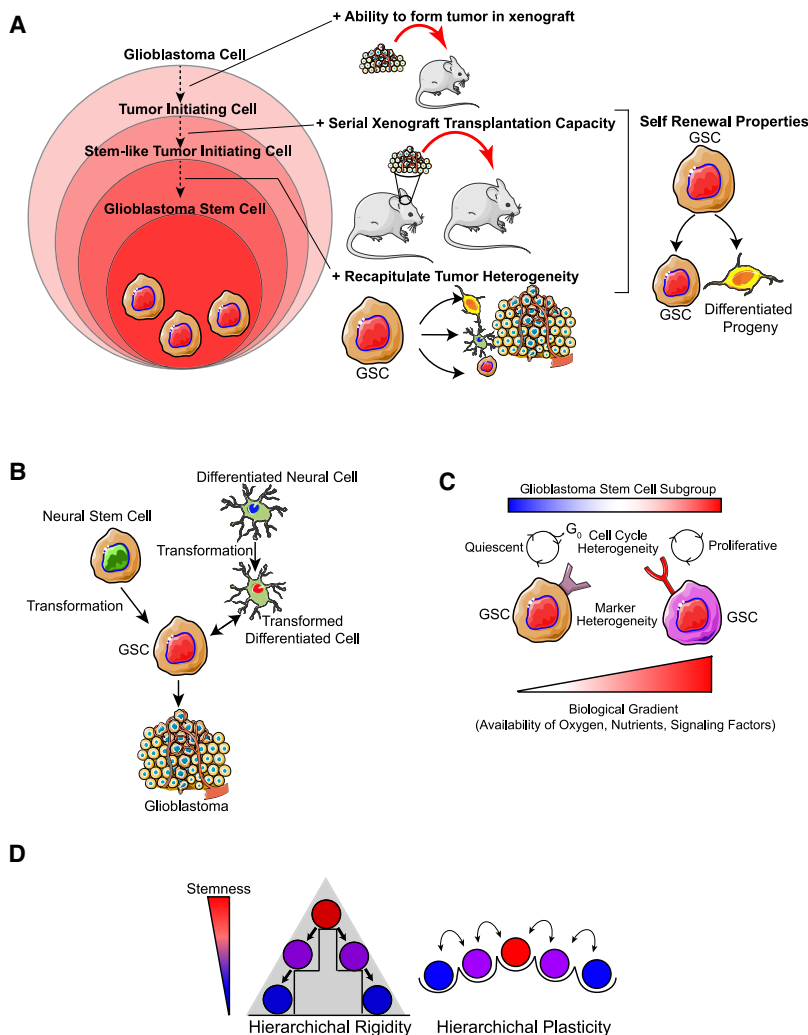 A
+ Ability to form tumor in xenograft
Glioblastoma Cell
Tumor Initiating Cell
+ Serial Xenograft Transplantation Capacity
Stem-like Tumor Initiating Cell
Glioblastoma Stem Cell
+ Recapitulate Tumor Heterogeneity
GSC
Self Renewal Properties
GSC
GSC
Differentiated
Progeny
B
Differentiated Neural Cell
Neural Stem Cell
Transformation
Transformation
Transformed
Differentiated Cell
GSC
Glioblastoma
C
Glioblastoma Stem Cell Subgroup
Quiescent
G0
Cell Cycle
Heterogeneity
Proliferative
GSC
Marker
Heterogeneity
GSC
Biological Gradient
(Availability of Oxygen, Nutrients, Signaling Factors)
D
Stemness
Hierarchichal Rigidity
Hierarchichal Plasticity